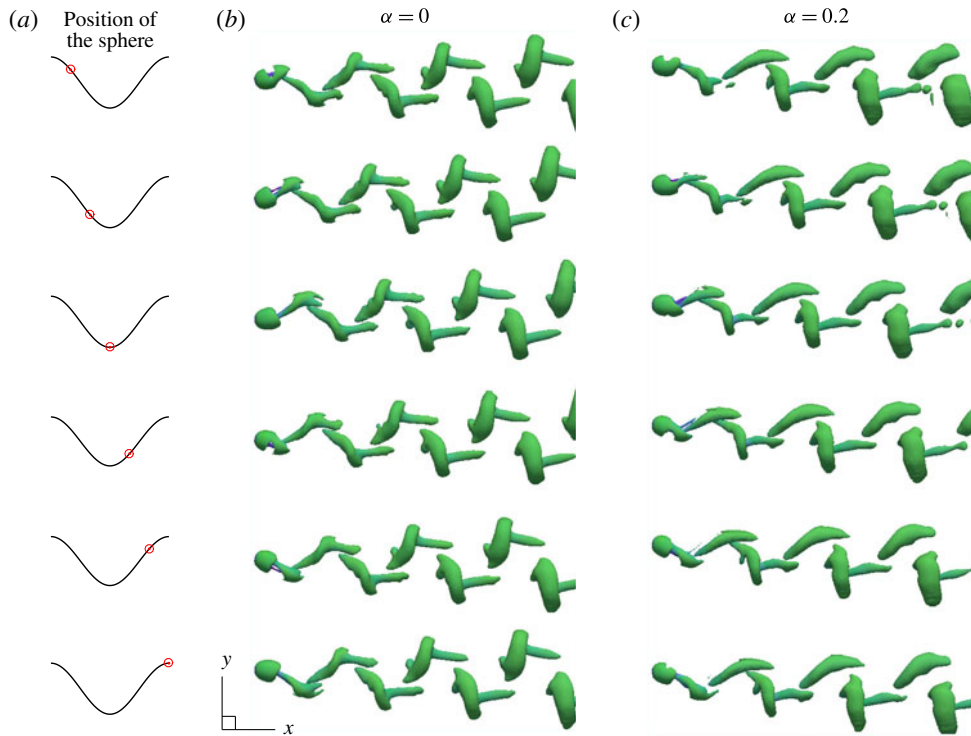 (a) Position of
the sphere
(b) α = 0
(c) α = 0.2
y
x